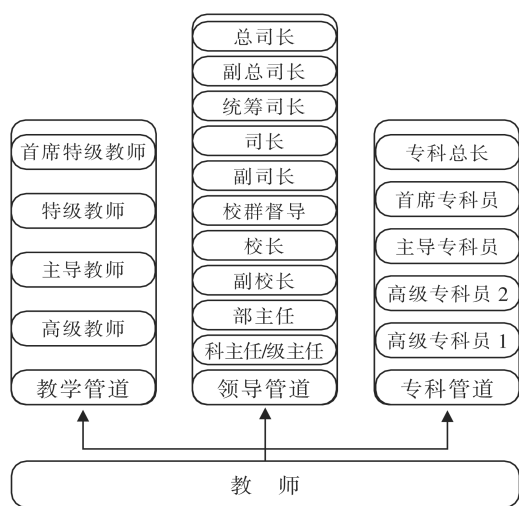 首席特级教师
特级教师
主导教师
高级教师
教学管道
总司长
副总司长
统筹司长
司长
副司长
校群督导
校长
副校长
部主任
科主任/级主任
领导管道
专科总长
首席专科员
主导专科员
高级专科员 2
高级专科员 1
专科管道
教 师